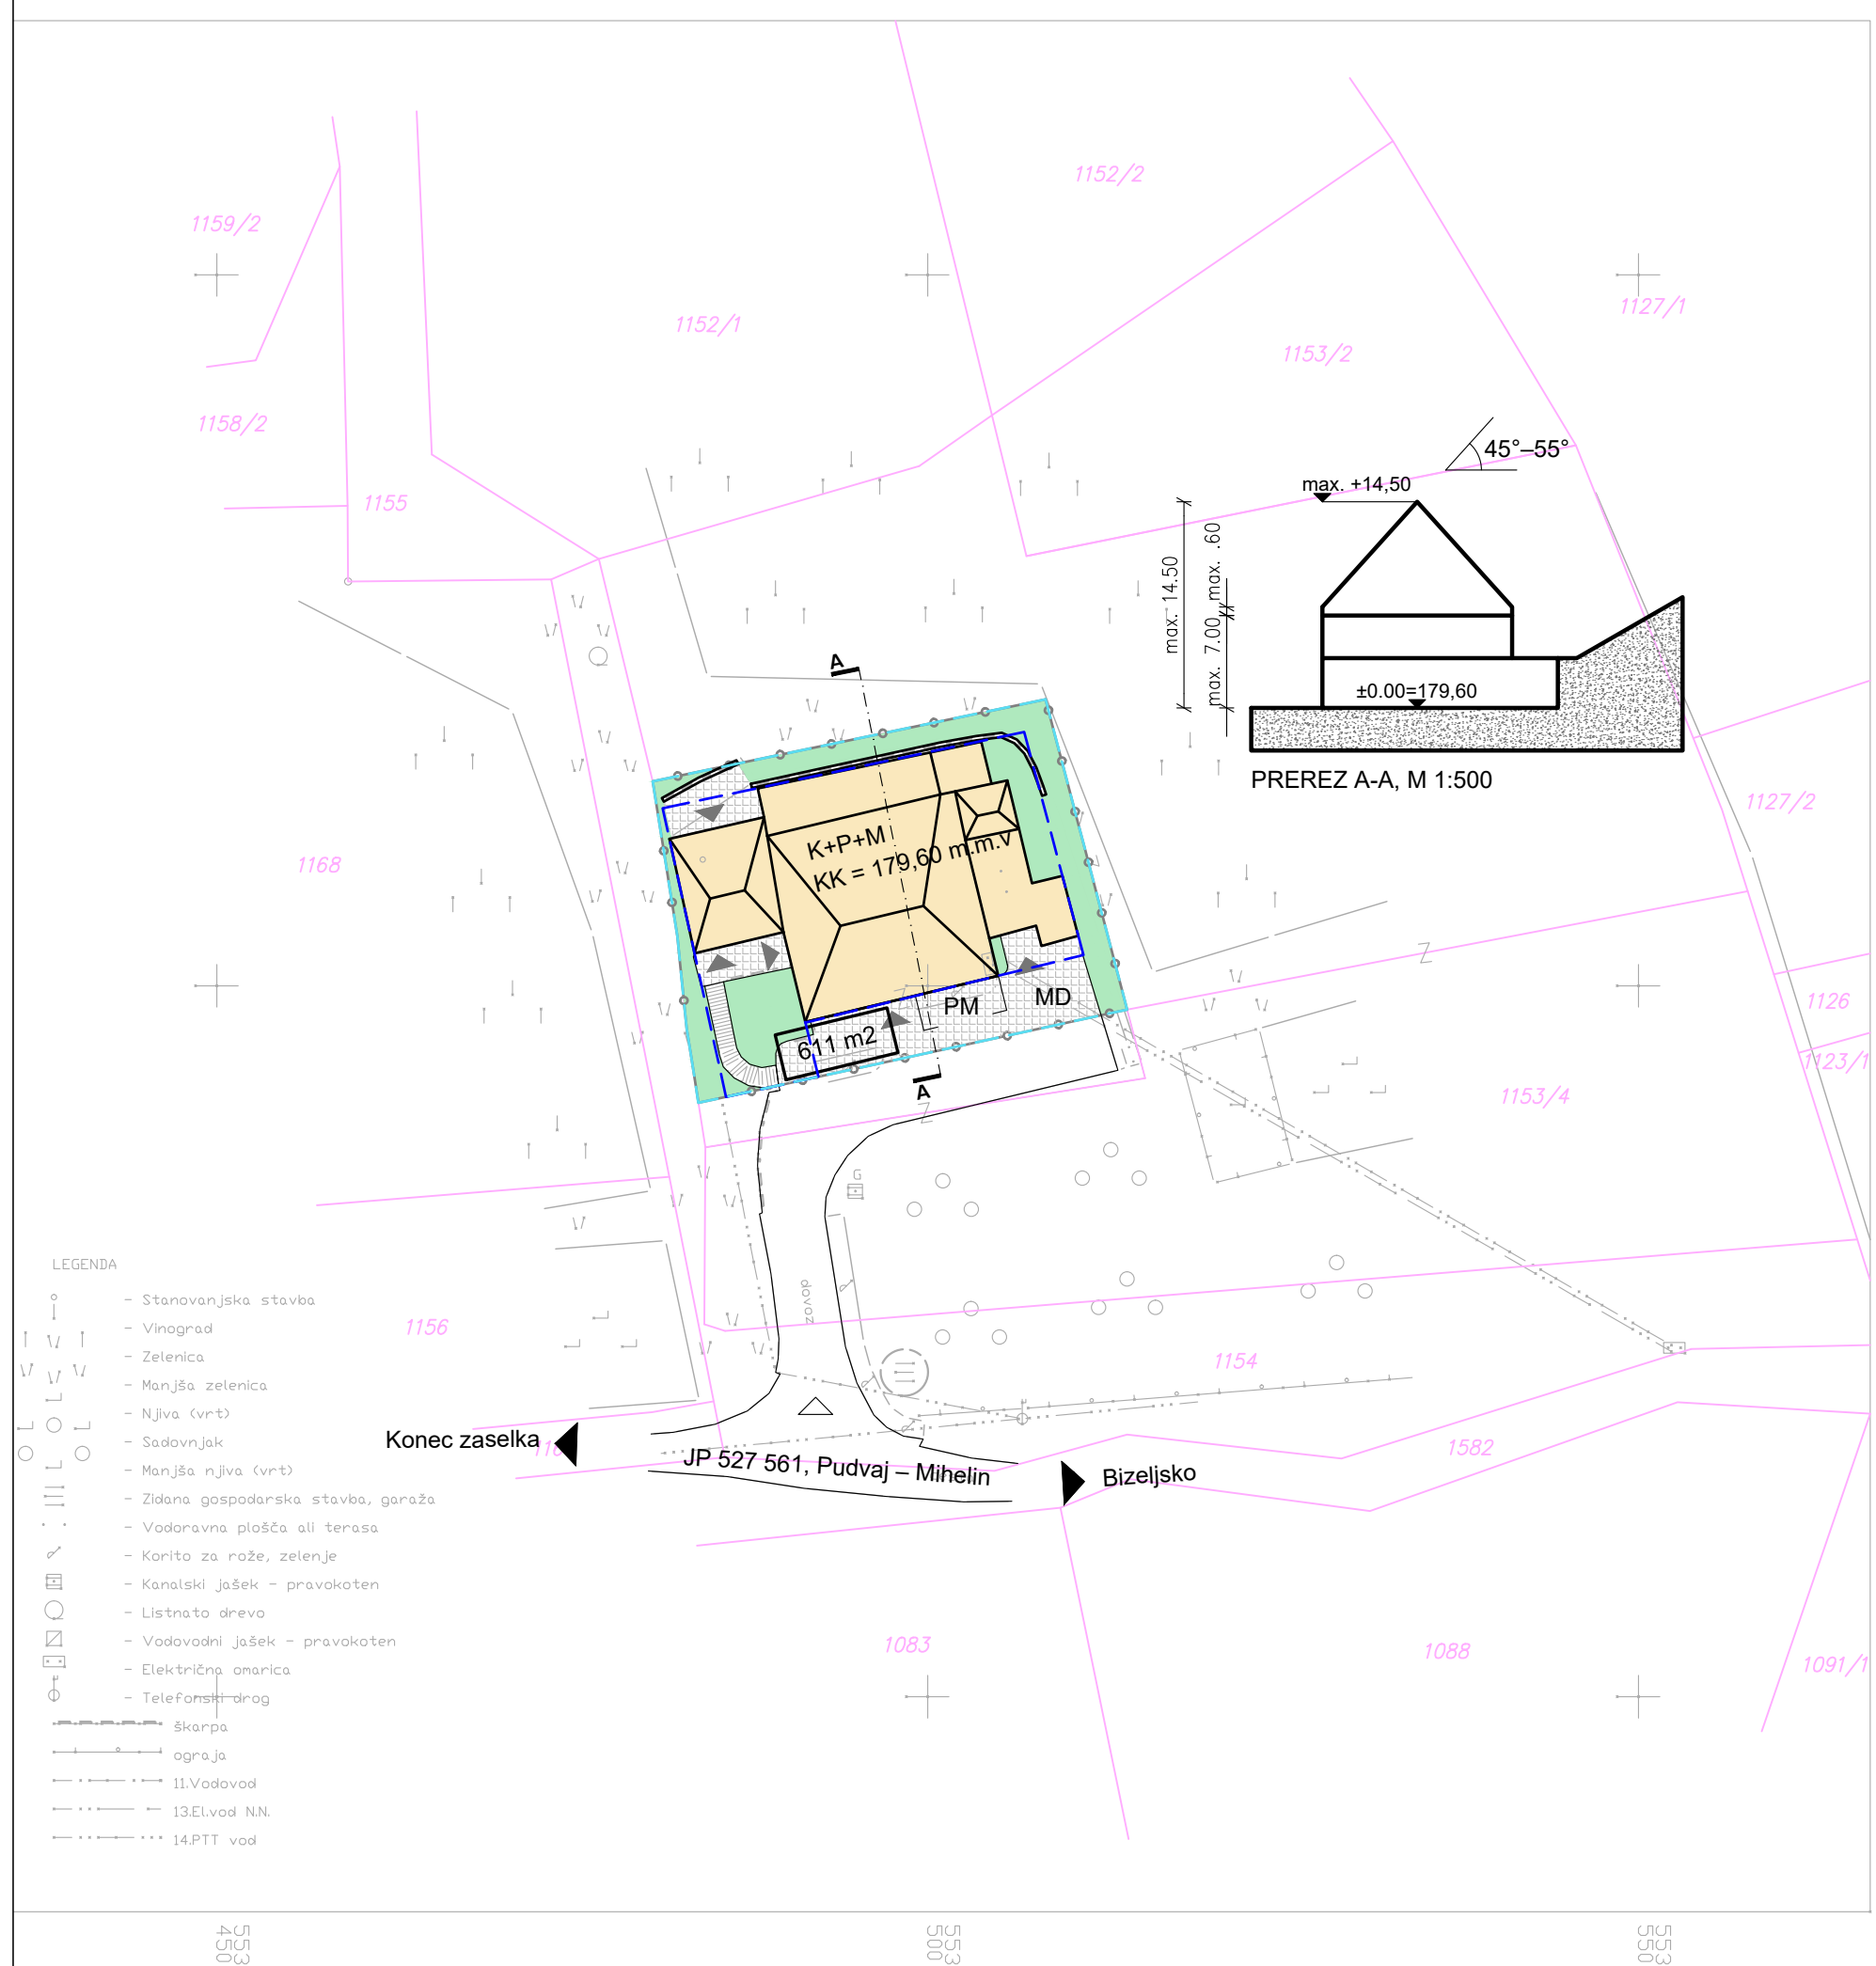 1152/2
1159/2
1127/1
1152/1
1153/2
1158/2
45°–55°
max. +14,50
1155
max. 14.50
max. 7.00
max. .60
±0.00=179,60
PREREZ A-A, M 1:500
1127/2
A
K+P+M
KK = 179,60 m.m.v
1168
Z
PM
MD
1126
611 m2
A
Z
1123/1
1153/4
G
dovoz
1156
1154
Konec zaselka
JP 527 561, Pudvaj – Mihelin
Bizeljsko
1582
1083
1088
1091/1
LEGENDA
- Stanovanjska stavba
- Vinograd
- Zelenica
- Manjša zelenica
- Njiva (vrt)
- Sadovnjak
- Manjša njiva (vrt)
- Zidana gospodarska stavba, garaža
- Vodoravna plošča ali terasa
- Korito za rože, zelenje
- Kanalski jašek - pravokoten
- Listnato drevo
- Vodovodni jašek - pravokoten
- Električna omarica
- Telefonski drog
škarpa
ograja
11.Vodovod
13.El.vod N.N.
14.PTT vod
553
450
553
500
553
550